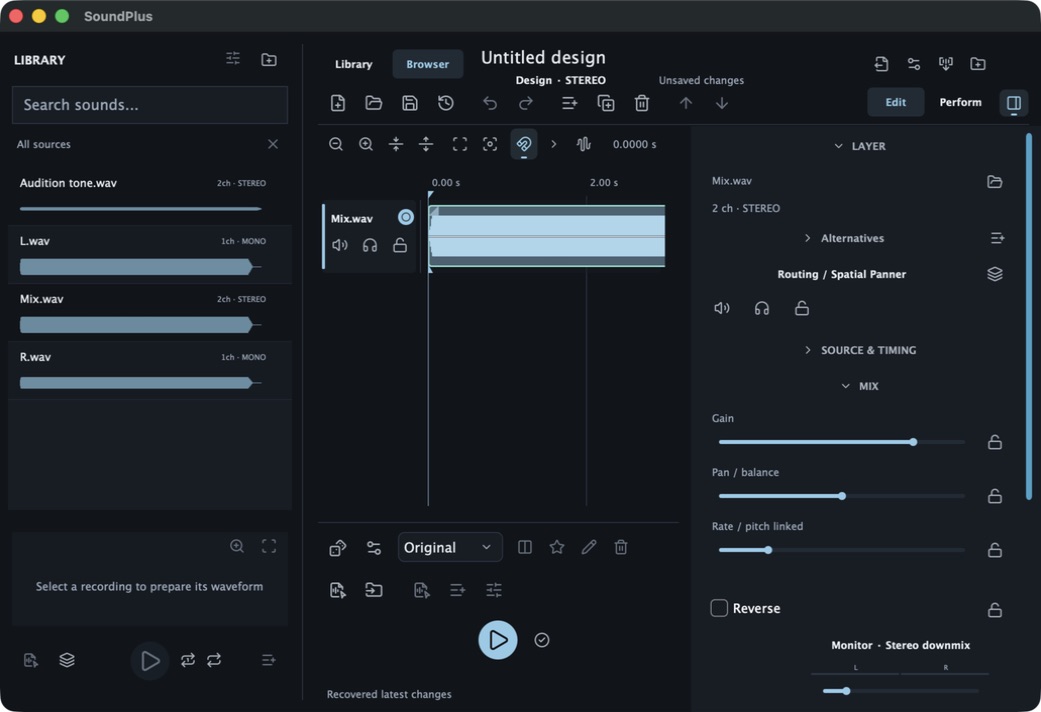 SoundPlus
LIBRARY
Search sounds...
All sources
Audition tone.wav
2ch · STEREO
L.wav
1ch · MONO
Mix.wav
2ch · STEREO
R.wav
1ch · MONO
Select a recording to prepare its waveform
Library
Browser
Untitled design
Design · STEREO
Unsaved changes
Edit
Perform
0.0000 s
0.00 s
2.00 s
Mix.wav
Original
Recovered latest changes
LAYER
Mix.wav
2 ch · STEREO
Alternatives
Routing / Spatial Panner
SOURCE & TIMING
MIX
Gain
Pan / balance
Rate / pitch linked
Reverse
Monitor · Stereo downmix
L
R